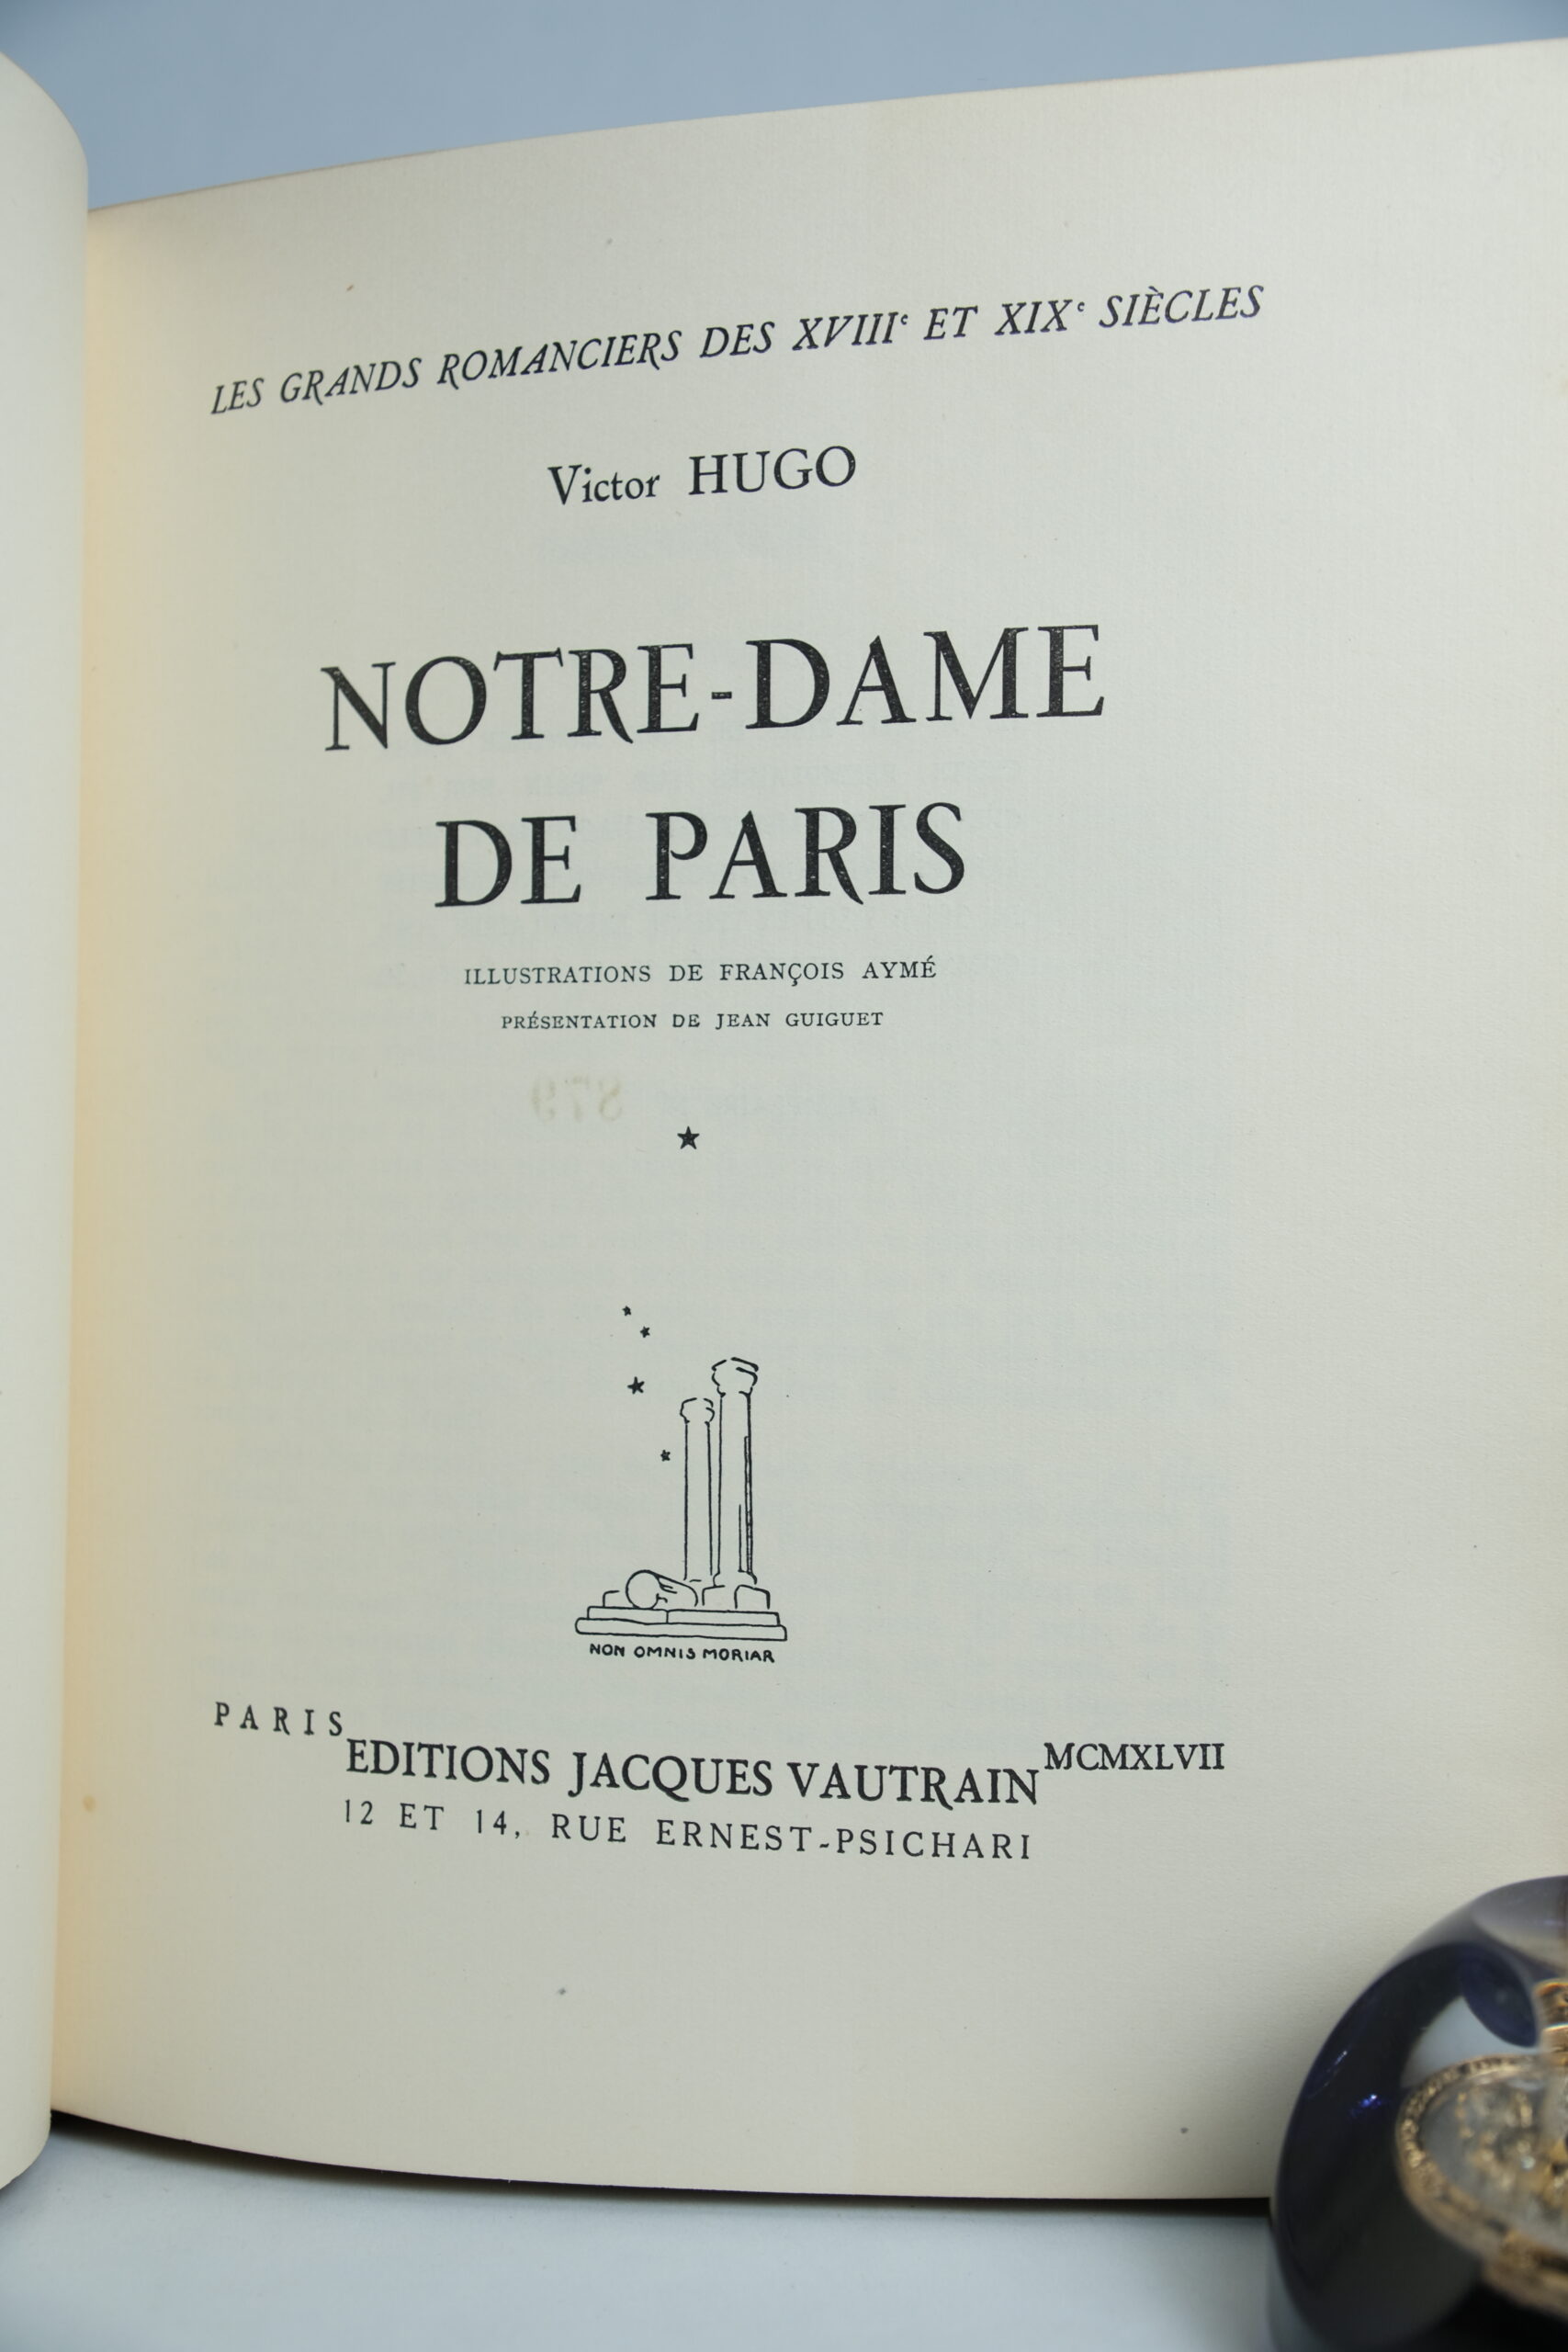 LES GRANDS ROMANCIERS DES XVIIIe ET XIXe SIÈCLES
Victor HUGO
NOTRE-DAME
DE PARIS
ILLUSTRATIONS DE FRANÇOIS AYMÉ
PRÉSENTATION DE JEAN GUIGUET
879
★
NON OMNIS MORIAR
PARIS EDITIONS JACQUES VAUTRAIN MCMXLVII
12 ET 14, RUE ERNEST-PSICHARI